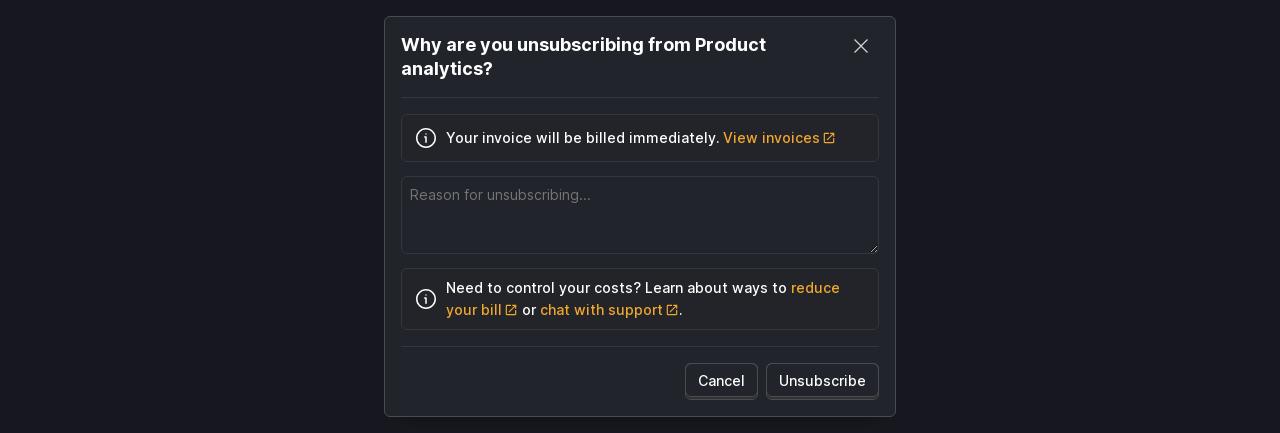 Why are you unsubscribing from Product
analytics?
Your invoice will be billed immediately. View invoices
Reason for unsubscribing...
Need to control your costs? Learn about ways to reduce
your bill or chat with support.
Cancel Unsubscribe